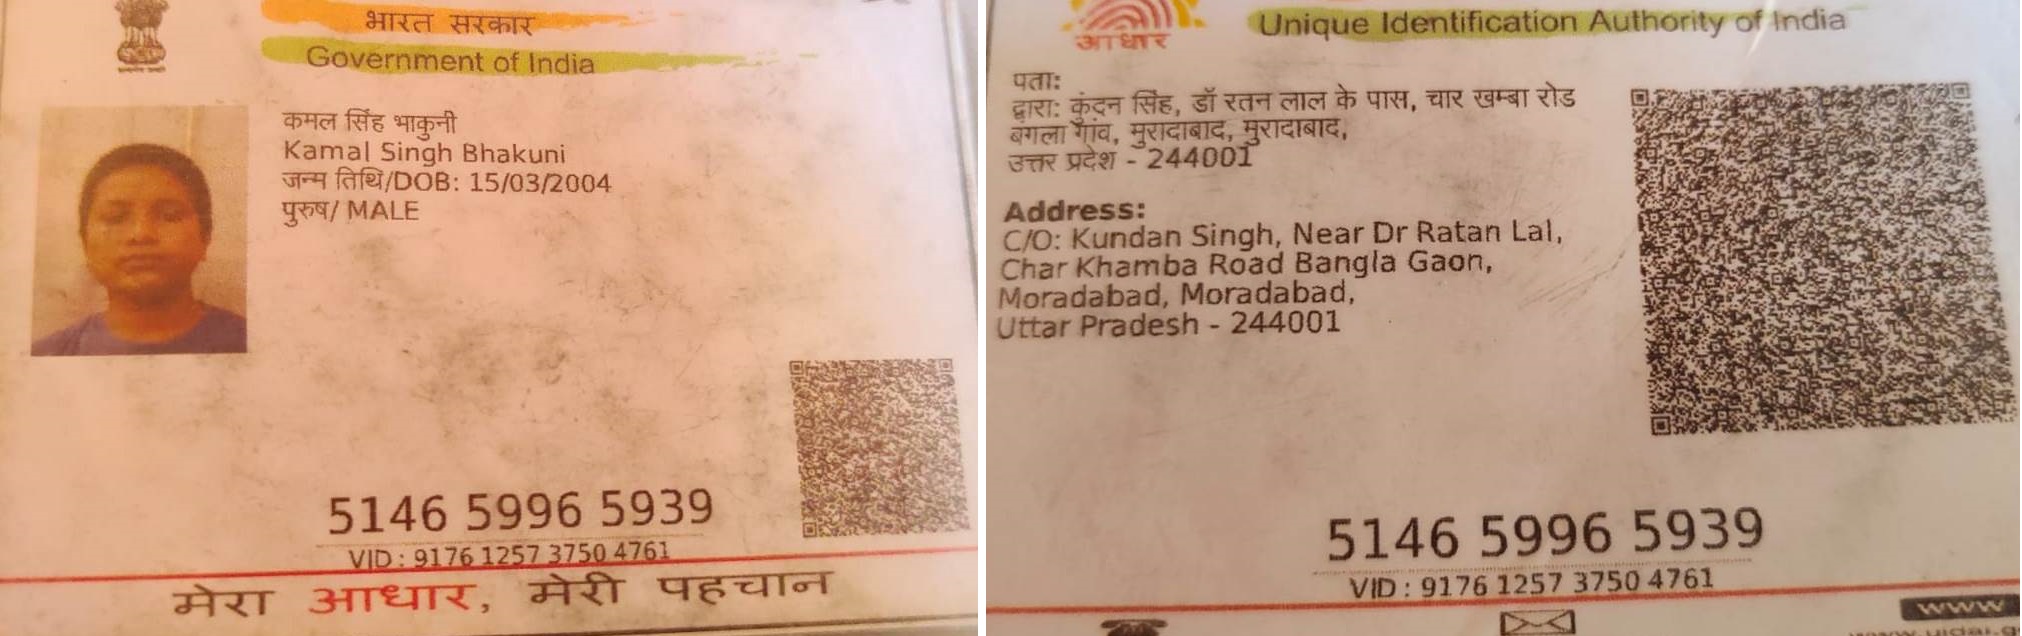 भारत सरकार
Government of India
कमल सिंह भाकुनी
Kamal Singh Bhakuni
जन्म तिथि/DOB: 15/03/2004
पुरुष/ MALE
5146 5996 5939
VID : 9176 1257 3750 4761
मेरा आधार, मेरी पहचान
आधार
Unique Identification Authority of India
पता:
द्वारा: कुंदन सिंह, डॉ रतन लाल के पास, चार खम्बा रोड
बंगला गांव, मुरादाबाद, मुरादाबाद,
उत्तर प्रदेश - 244001
Address:
C/O: Kundan Singh, Near Dr Ratan Lal,
Char Khamba Road Bangla Gaon,
Moradabad, Moradabad,
Uttar Pradesh - 244001
5146 5996 5939
VID : 9176 1257 3750 4761
www